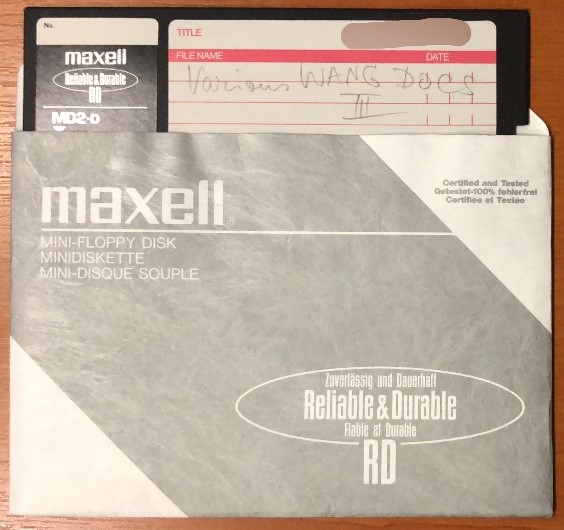 No.
maxell
Reliable & Durable
RD
MD2-D
TITLE
FILE NAME DATE
Various WANG DOCS
III
maxell®
MINI-FLOPPY DISK
MINIDISKETTE
MINI-DISQUE SOUPLE
Certified and Tested
Getestet-100% fehlerfrei
Certifiée et Testée
Zuverlässig und Dauerhaft
Reliable & Durable
Fiable et Durable
RD